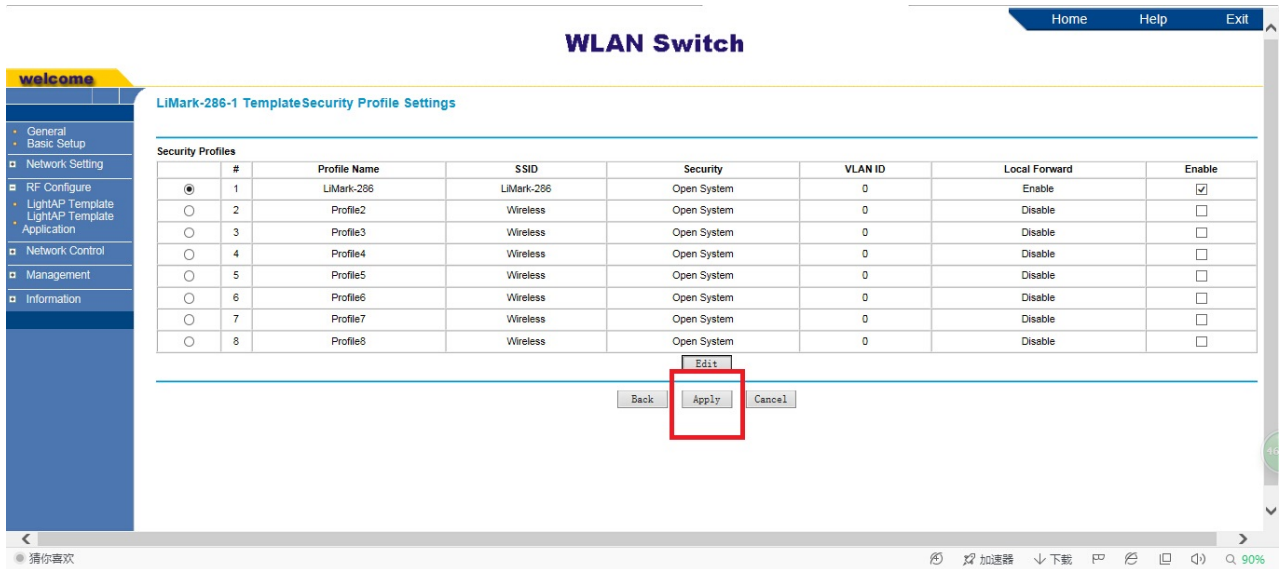 Home Help Exit
WLAN Switch
welcome
LiMark-286-1 TemplateSecurity Profile Settings
General
Basic Setup
Network Setting
RF Configure
LightAP Template
LightAP Template
Application
Network Control
Management
Information
Security Profiles
# Profile Name SSID Security VLAN ID Local Forward Enable
1 LiMark-286 LiMark-286 Open System 0 Enable
2 Profile2 Wireless Open System 0 Disable
3 Profile3 Wireless Open System 0 Disable
4 Profile4 Wireless Open System 0 Disable
5 Profile5 Wireless Open System 0 Disable
6 Profile6 Wireless Open System 0 Disable
7 Profile7 Wireless Open System 0 Disable
8 Profile8 Wireless Open System 0 Disable
Edit
Back Apply Cancel
46
猜你喜欢 加速器 下载 90%